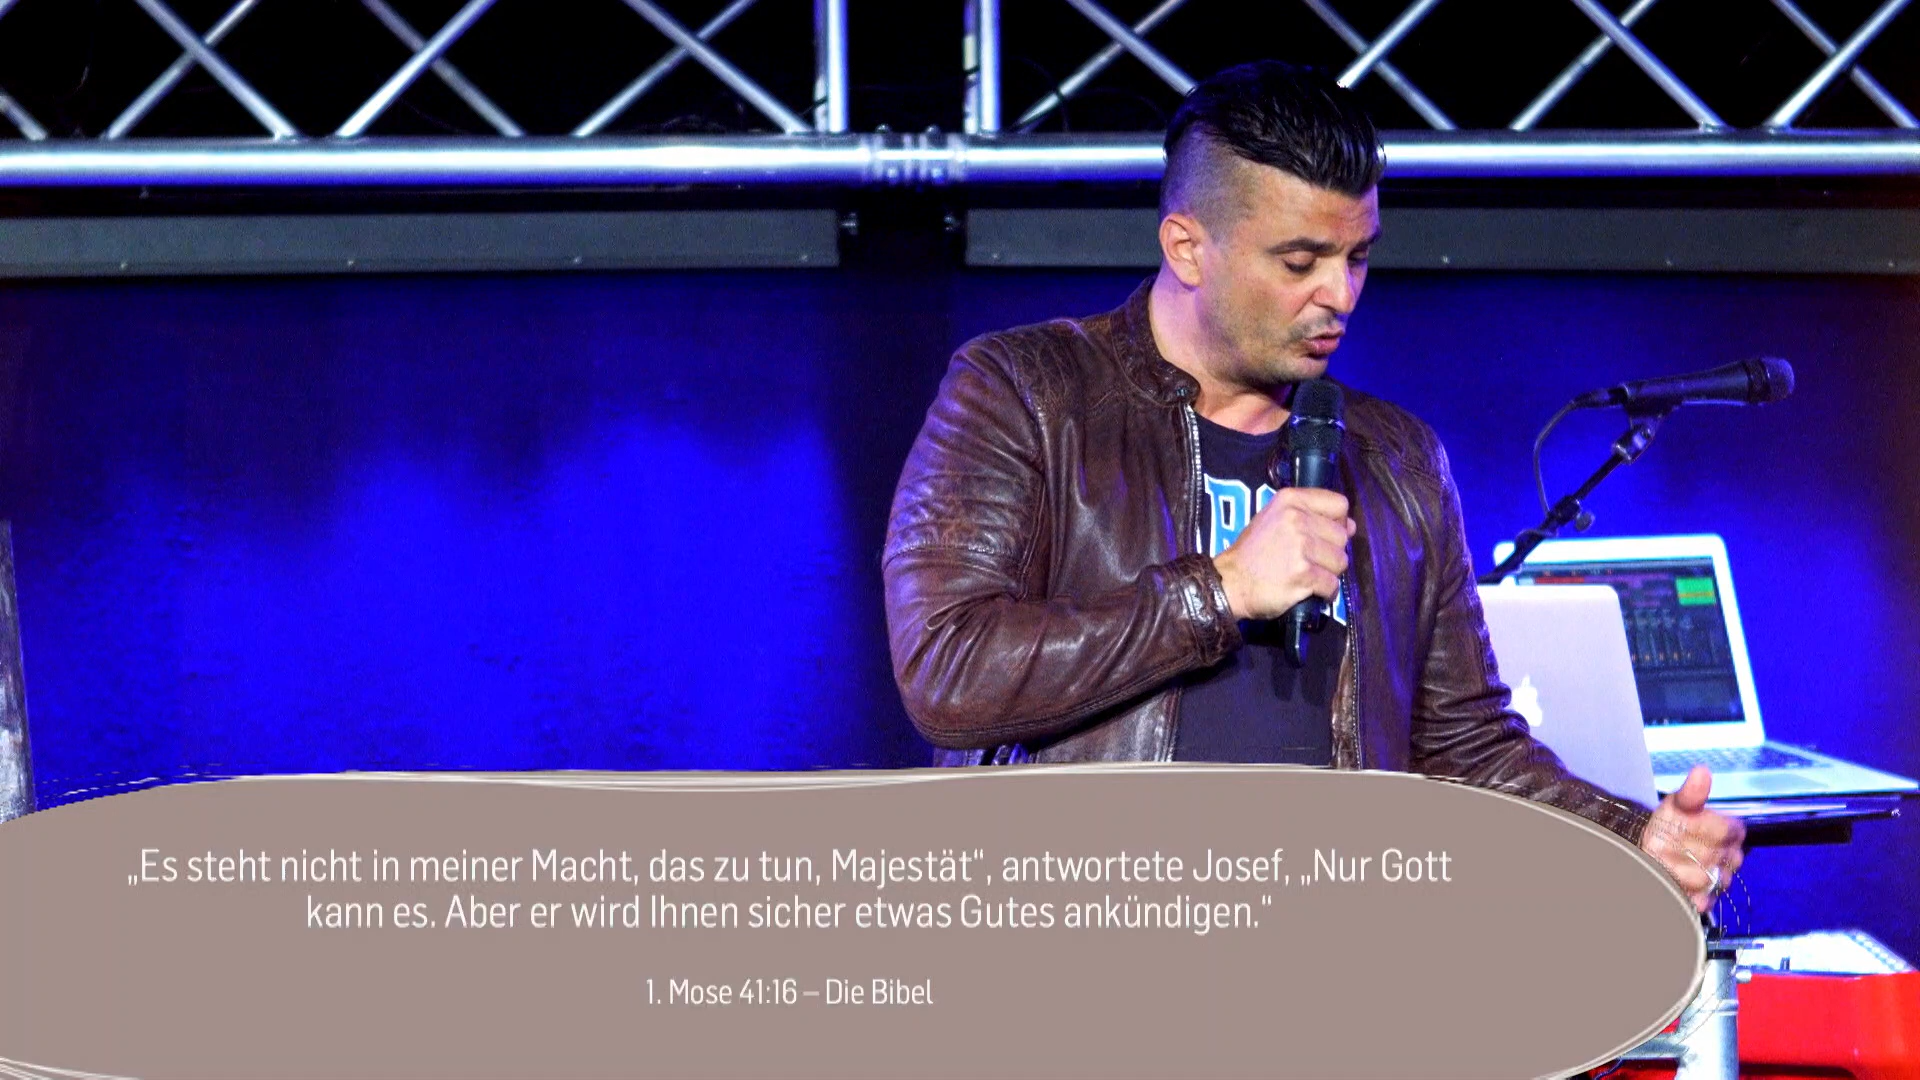 „Es steht nicht in meiner Macht, das zu tun, Majestät“, antwortete Josef, „Nur Gott
kann es. Aber er wird Ihnen sicher etwas Gutes ankündigen.“
1. Mose 41:16 – Die Bibel